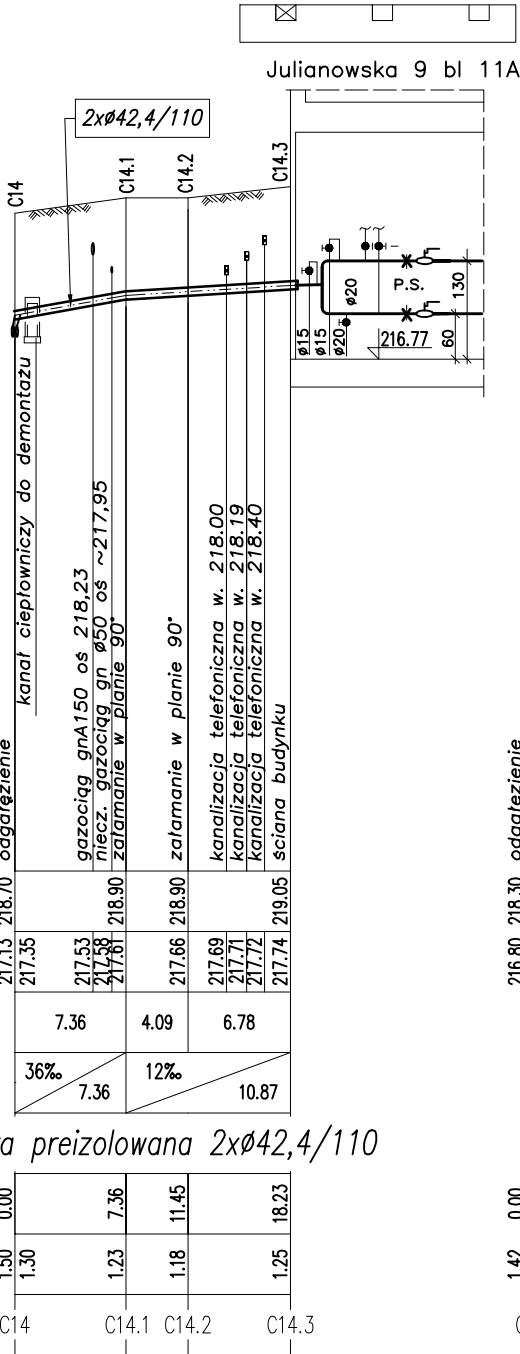 Julianowska 9 bl 11A
2xø42,4/110
C14
C14.1
C14.2
C14.3
P.S.
ø20
ø15
ø15
ø20
216.77
60
130
odgałęzienie
kanał ciepłowniczy do demontażu
gazociąg gnA150 oś 218,23
niecz. gazociąg gn ø50 oś ~217,95
załamanie w planie 90°
załamanie w planie 90°
kanalizacja telefoniczna w. 218.00
kanalizacja telefoniczna w. 218.19
kanalizacja telefoniczna w. 218.40
ściana budynku
odgałęzienie
218.70
218.90
218.90
219.05
218.30
217.13
217.35
217.53
217.58
217.61
217.66
217.69
217.71
217.72
217.74
216.80
7.36
4.09
6.78
36‰
7.36
12‰
10.87
a preizolowana 2xø42,4/110
0.00
7.36
11.45
18.23
0.00
1.50
1.30
1.23
1.18
1.25
1.42
C14
C14.1
C14.2
C14.3